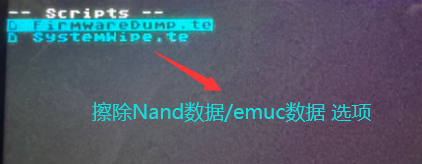 -- Scripts --
FirmwareDump.te
SystemWipe.te
擦除Nand数据/emuc数据 选项